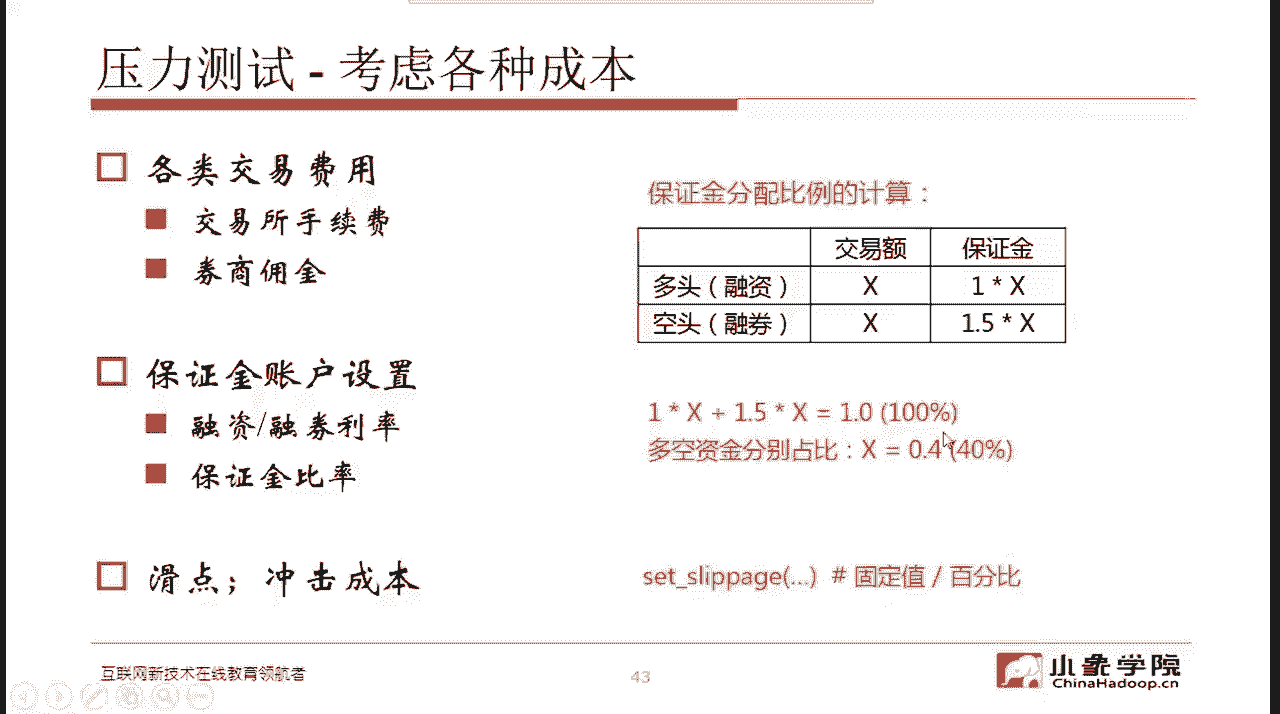 压力测试 - 考虑各种成本
各类交易费用
交易所手续费
券商佣金
保证金账户设置
融资/融券利率
保证金比率
滑点；冲击成本
保证金分配比例的计算：
交易额 保证金
多头（融资） X 1 * X
空头（融券） X 1.5 * X
1 * X + 1.5 * X = 1.0 (100%)
多空资金分别占比：X = 0.4 (40%)
set_slippage(...) # 固定值 / 百分比
互联网新技术在线教育领航者
43
小象学院
ChinaHadoop.cn